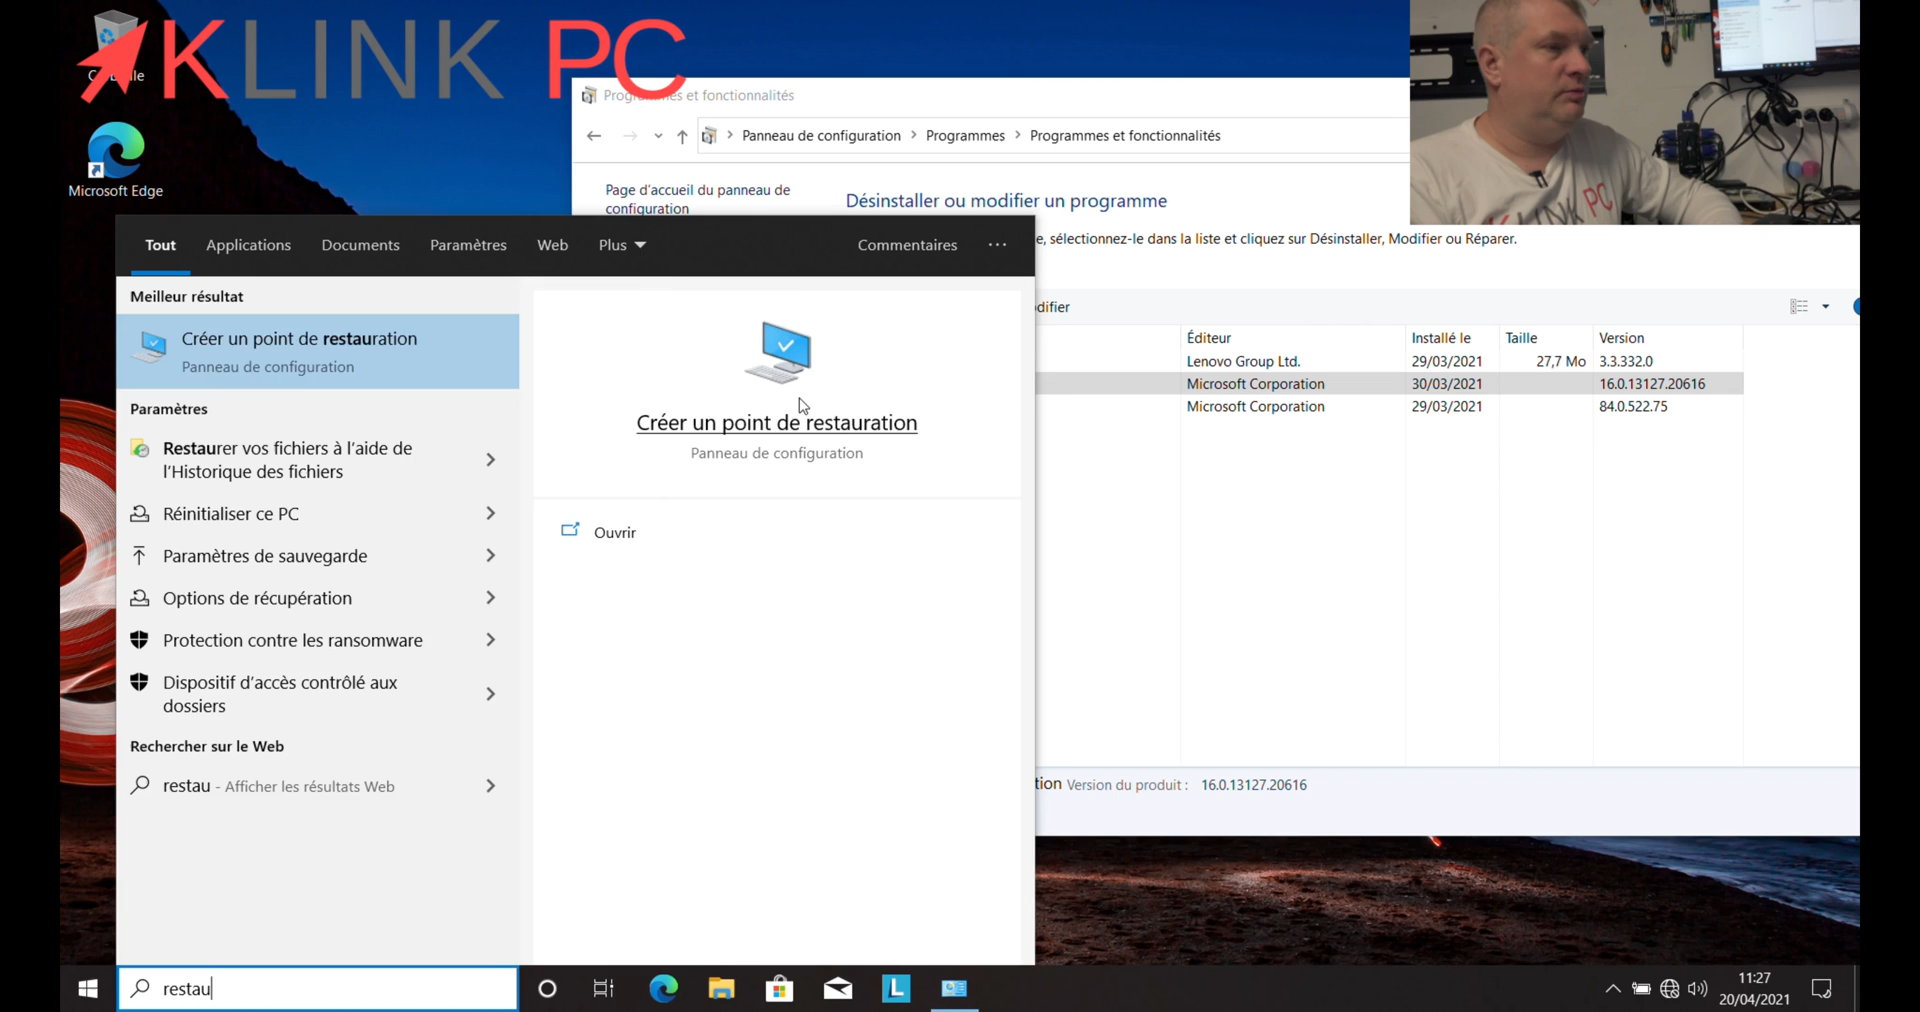 KLINK PC
Microsoft Edge
Programmes et fonctionnalités
Panneau de configuration > Programmes > Programmes et fonctionnalités
Page d'accueil du panneau de
configuration
Désinstaller ou modifier un programme
e, sélectionnez-le dans la liste et cliquez sur Désinstaller, Modifier ou Réparer.
KLINK PC
Tout Applications Documents Paramètres Web Plus Commentaires ...
difier
Meilleur résultat
Créer un point de restauration
Panneau de configuration
Paramètres
Restaurer vos fichiers à l'aide de
l'Historique des fichiers
Réinitialiser ce PC
Paramètres de sauvegarde
Options de récupération
Protection contre les ransomware
Dispositif d'accès contrôlé aux
dossiers
Rechercher sur le Web
restau - Afficher les résultats Web
Créer un point de restauration
Panneau de configuration
Ouvrir
Éditeur Installé le Taille Version
Lenovo Group Ltd. 29/03/2021 27,7 Mo 3.3.332.0
Microsoft Corporation 30/03/2021 16.0.13127.20616
Microsoft Corporation 29/03/2021 84.0.522.75
tion Version du produit : 16.0.13127.20616
restau
L
11:27
20/04/2021